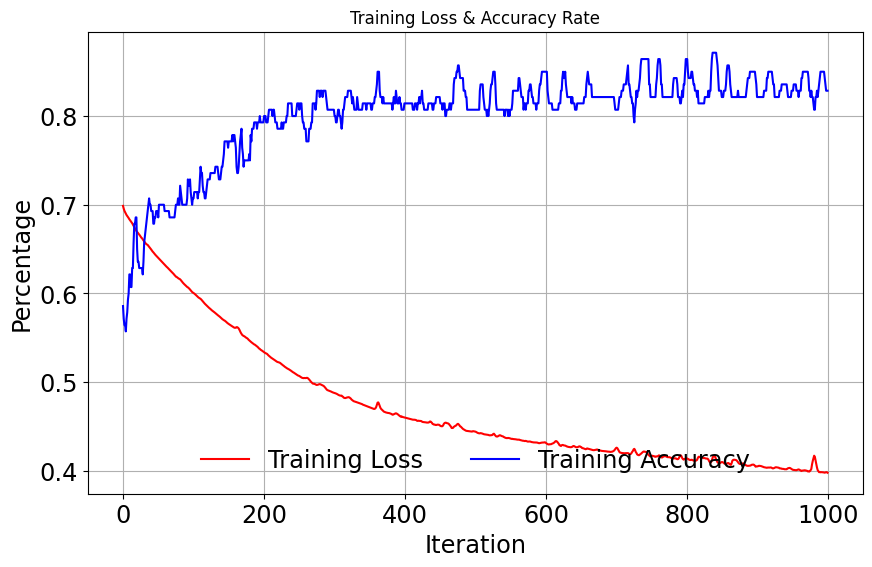 Training Loss & Accuracy Rate
Percentage
0.8
0.7
0.6
0.5
0.4
Training Loss
Training Accuracy
0 200 400 600 800 1000
Iteration